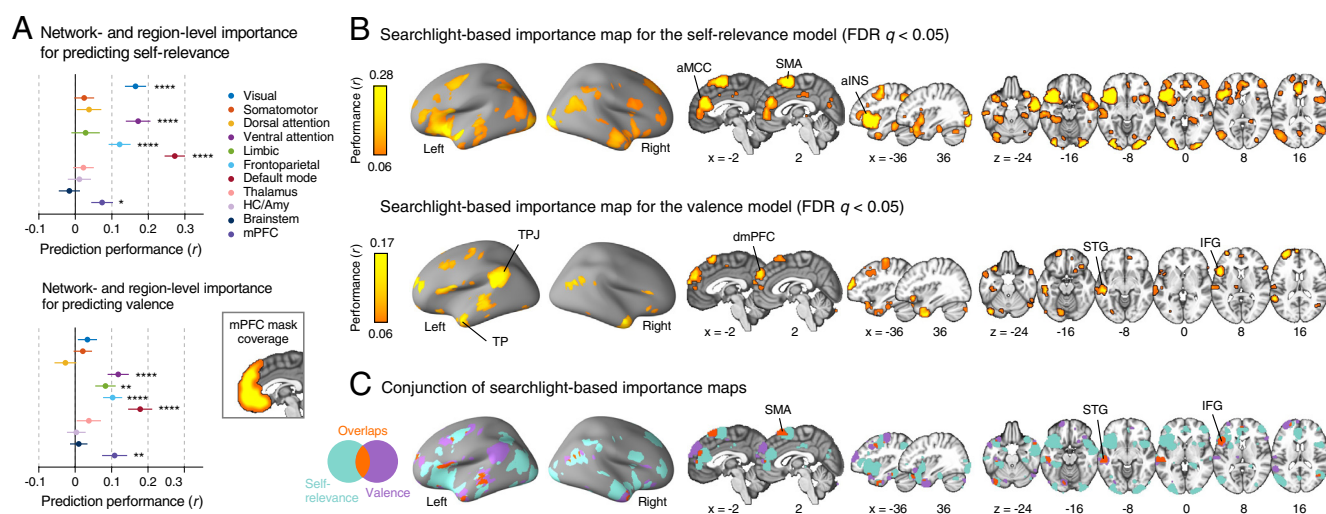 A
Network- and region-level importance
for predicting self-relevance
****
****
****
****
*
Visual
Somatomotor
Dorsal attention
Ventral attention
Limbic
Frontoparietal
Default mode
Thalamus
HC/Amy
Brainstem
mPFC
-0.1 0 0.1 0.2 0.3
Prediction performance (r)
Network- and region-level importance
for predicting valence
****
**
****
****
**
mPFC mask
coverage
-0.1 0 0.1 0.2 0.3
Prediction performance (r)
B
Searchlight-based importance map for the self-relevance model (FDR q < 0.05)
Performance (r)
0.28
0.06
Left
Right
aMCC
SMA
aINS
x = -2 2 x = -36 36 z = -24 -16 -8 0 8 16
Searchlight-based importance map for the valence model (FDR q < 0.05)
Performance (r)
0.17
0.06
TPJ
TP
Left
Right
dmPFC
STG
IFG
x = -2 2 x = -36 36 z = -24 -16 -8 0 8 16
C
Conjunction of searchlight-based importance maps
Overlaps
Self-
relevance
Valence
Left
Right
SMA
STG
IFG
x = -2 2 x = -36 36 z = -24 -16 -8 0 8 16